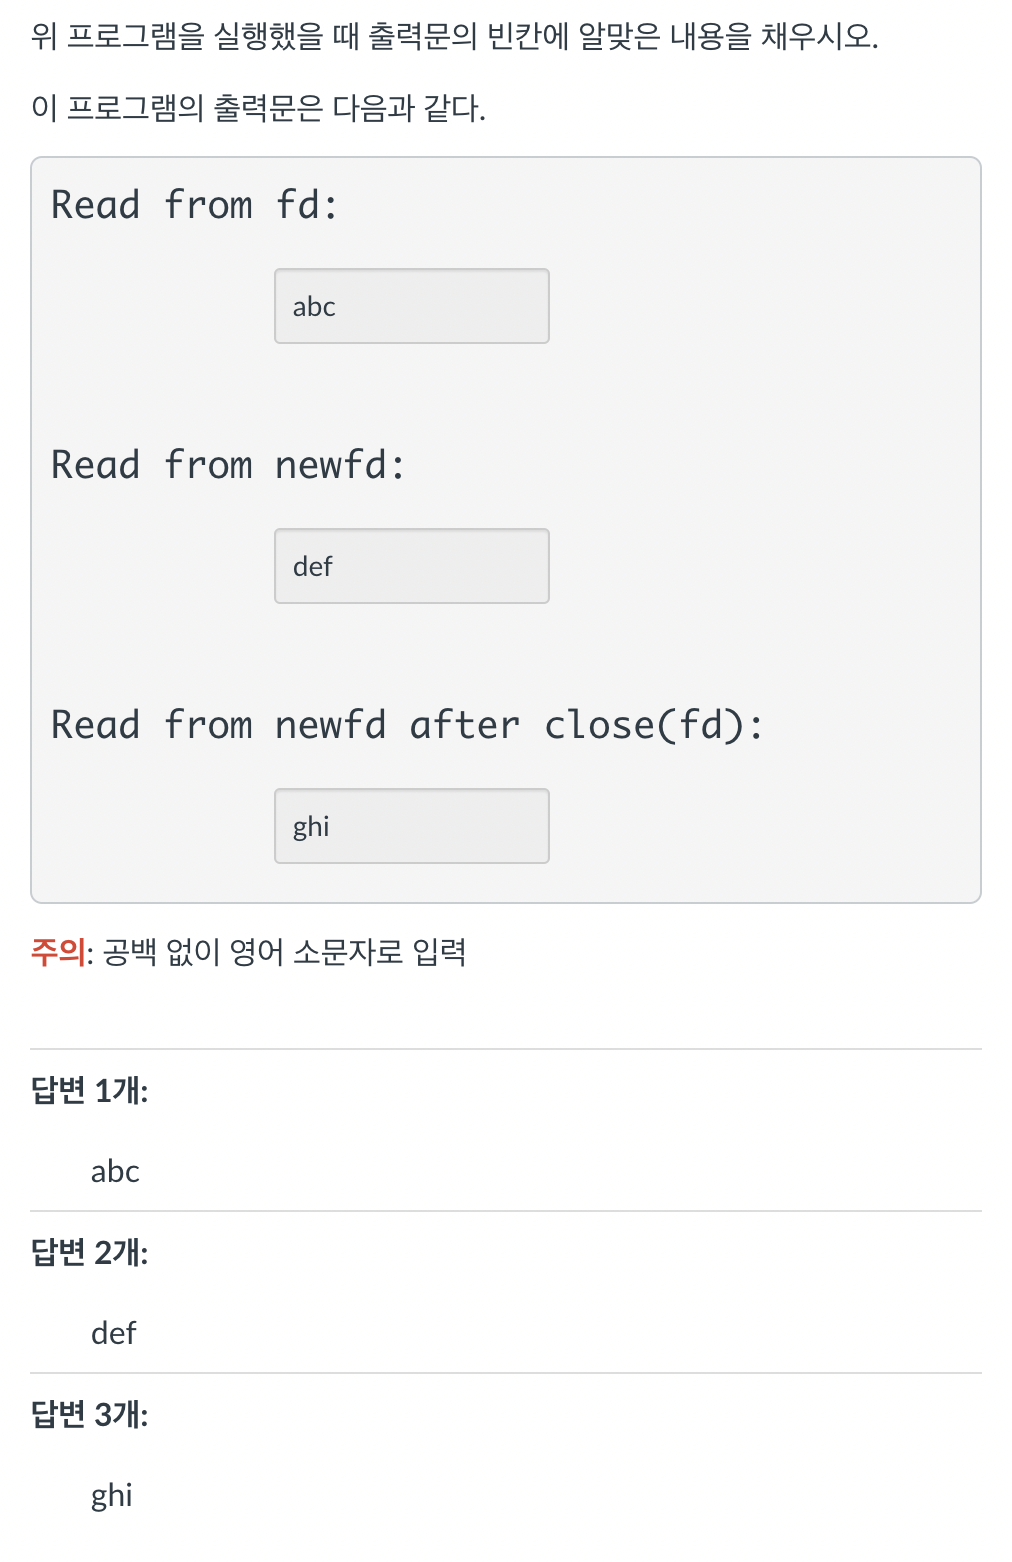 위 프로그램을 실행했을 때 출력문의 빈칸에 알맞은 내용을 채우시오.
이 프로그램의 출력문은 다음과 같다.
Read from fd:
abc
Read from newfd:
def
Read from newfd after close(fd):
ghi
주의: 공백 없이 영어 소문자로 입력
답변 1개:
abc
답변 2개:
def
답변 3개:
ghi